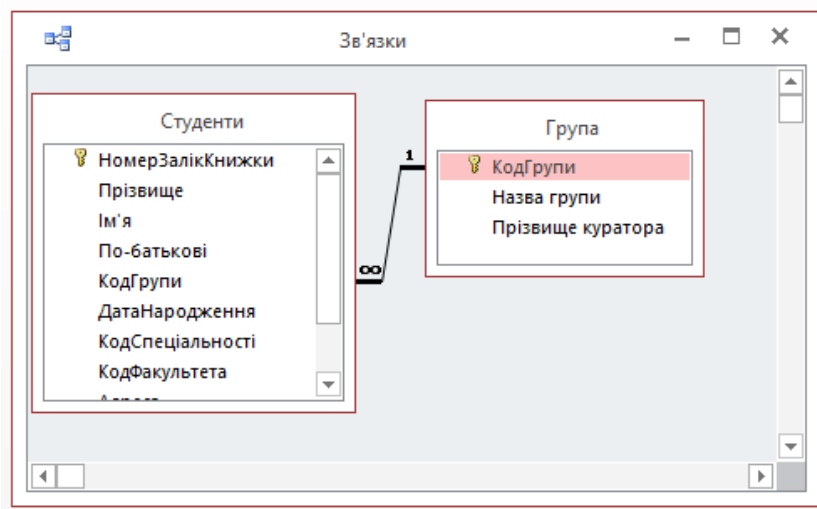 Зв'язки
Студенти
НомерЗалікКнижки
Прізвище
Ім'я
По-батькові
КодГрупи
ДатаНародження
КодСпеціальності
КодФакультета
1
∞
Група
КодГрупи
Назва групи
Прізвище куратора